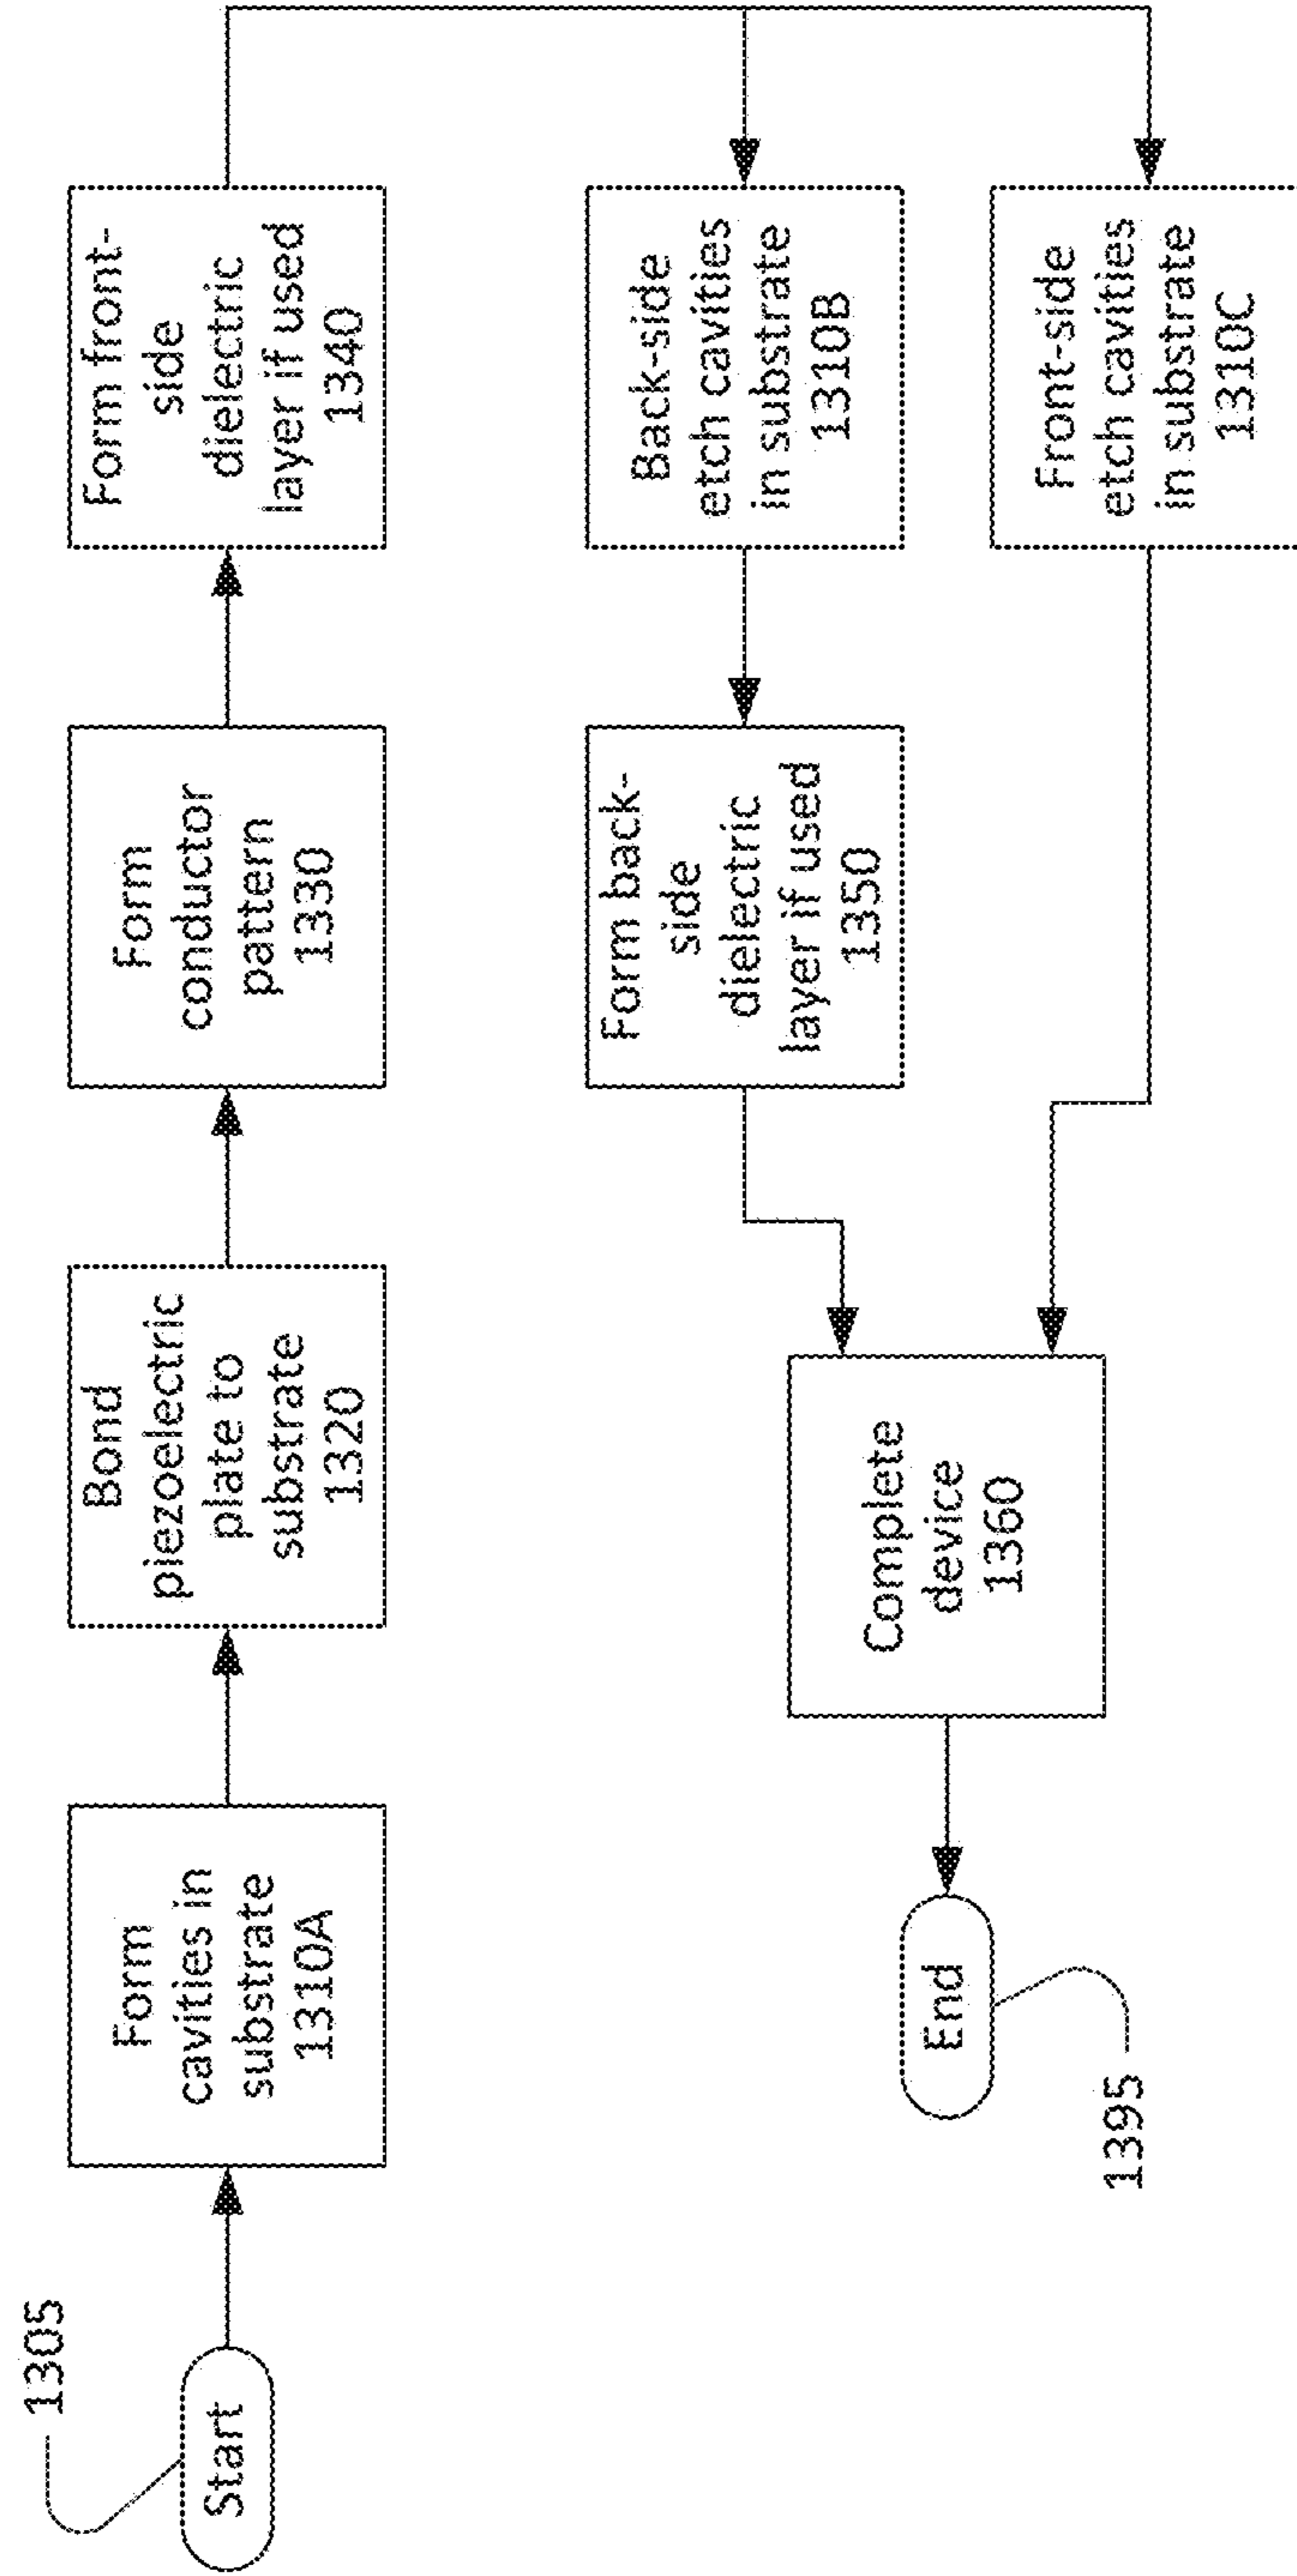 1305
Start
Form
cavities in
substrate
1310A
Bond
piezoelectric
plate to
substrate
1320
Form
conductor
pattern
1330
Form front-
side
dielectric
layer if used
1340
Back-side
etch cavities
in substrate
1310B
Form back-
side
dielectric
layer if used
1350
Front-side
etch cavities
in substrate
1310C
Complete
device
1360
End
1395